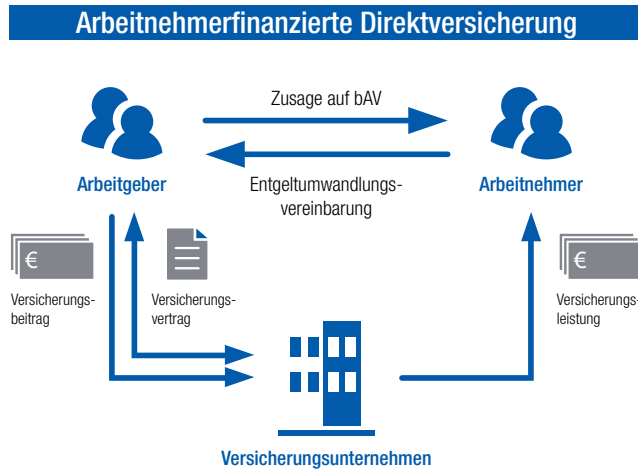 Arbeitnehmerfinanzierte Direktversicherung
Zusage auf bAV
Arbeitgeber
Entgeltumwandlungs-
vereinbarung
Arbeitnehmer
€
Versicherungs-
beitrag
Versicherungs-
vertrag
€
Versicherungs-
leistung
Versicherungsunternehmen